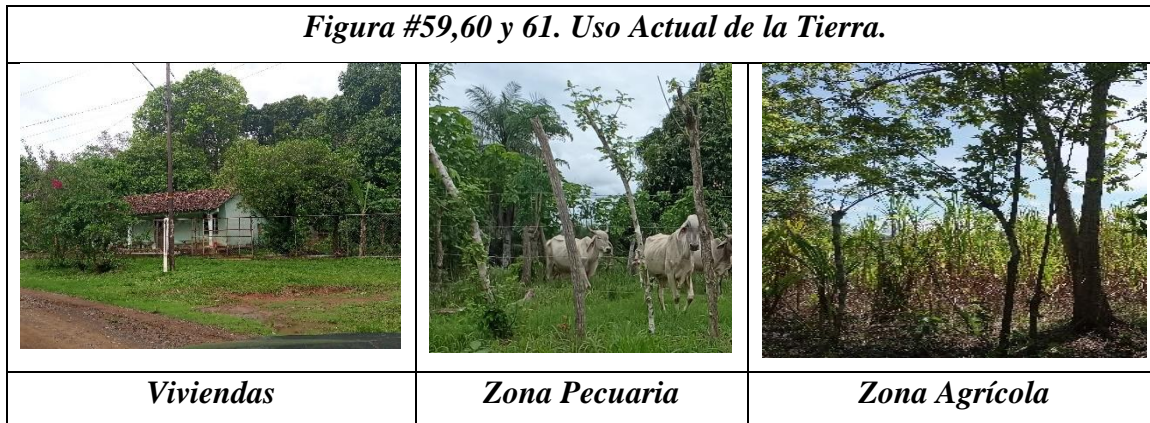 Figura #59,60 y 61. Uso Actual de la Tierra.
Viviendas
Zona Pecuaria
Zona Agrícola